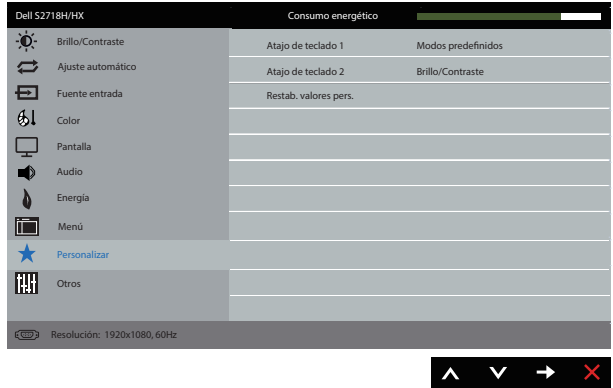 Dell S2718H/HX Consumo energético
Brillo/Contraste
Ajuste automático
Fuente entrada
Color
Pantalla
Audio
Energía
Menú
Personalizar
Otros
Atajo de teclado 1 Modos predefinidos
Atajo de teclado 2 Brillo/Contraste
Restab. valores pers.
Resolución: 1920x1080, 60Hz